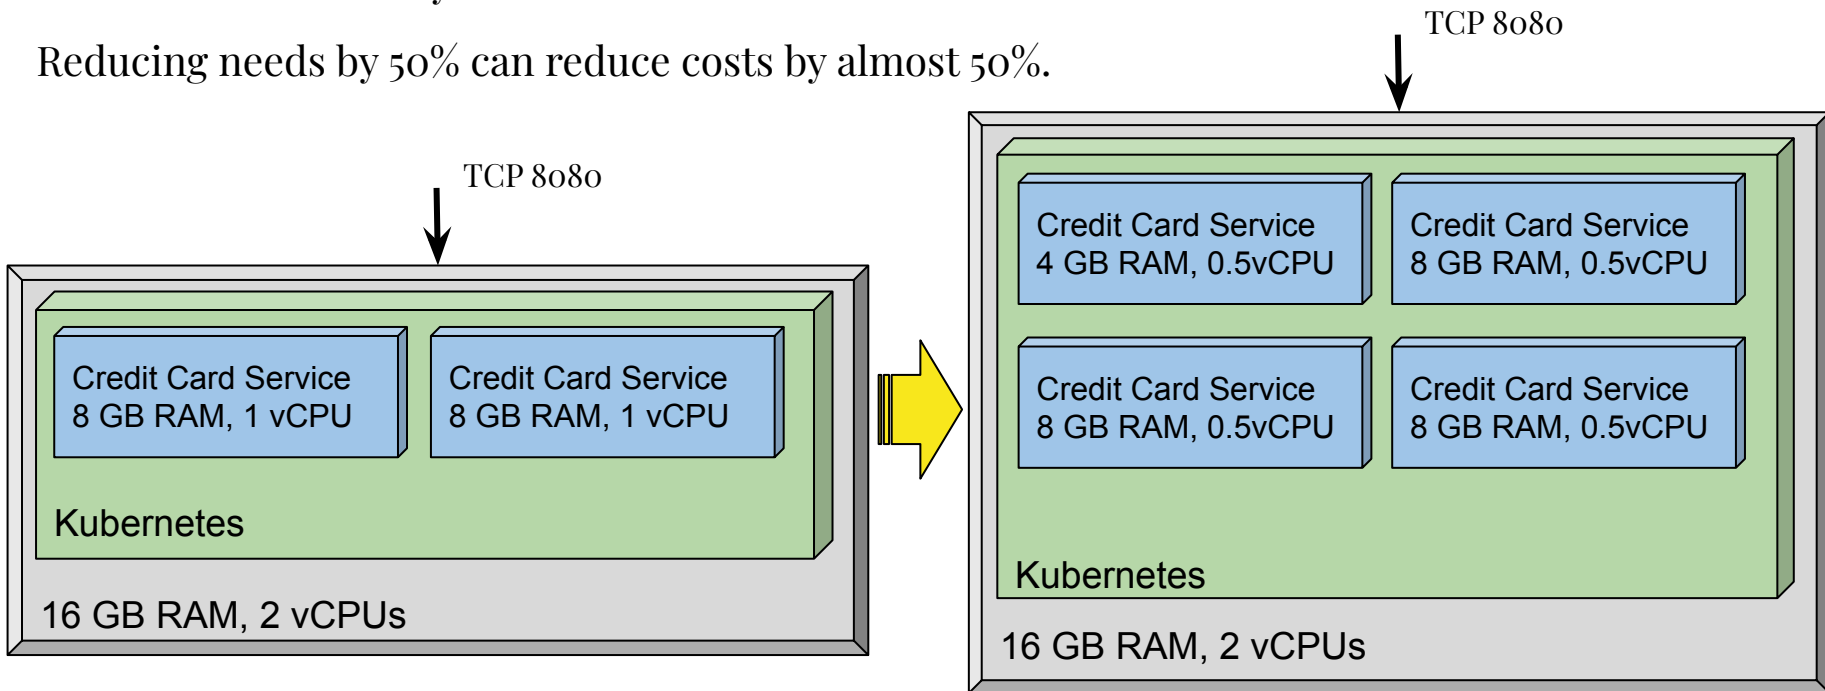 Reducing needs by 50% can reduce costs by almost 50%.
TCP 8080
Credit Card Service
8 GB RAM, 1 vCPU
Credit Card Service
8 GB RAM, 1 vCPU
Kubernetes
16 GB RAM, 2 vCPUs
TCP 8080
Credit Card Service
4 GB RAM, 0.5vCPU
Credit Card Service
8 GB RAM, 0.5vCPU
Credit Card Service
8 GB RAM, 0.5vCPU
Credit Card Service
8 GB RAM, 0.5vCPU
Kubernetes
16 GB RAM, 2 vCPUs